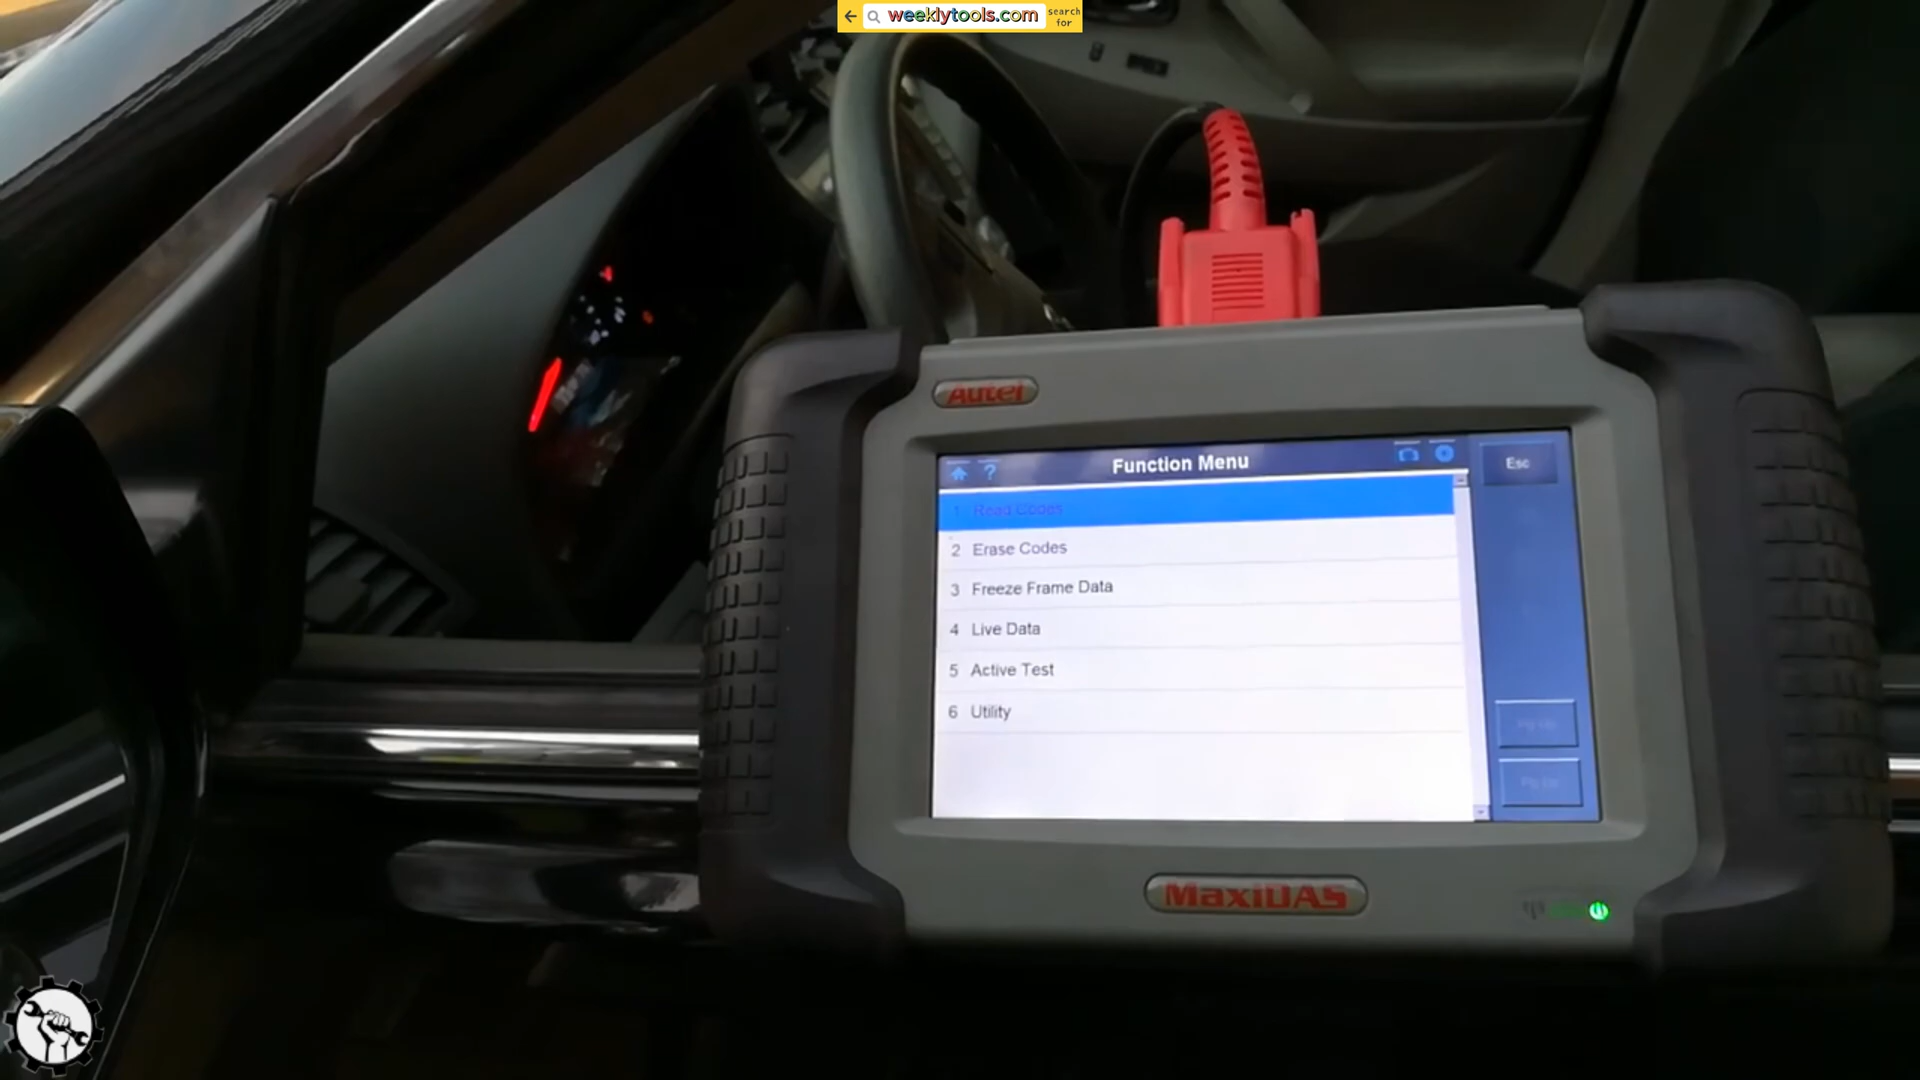 weeklytools.com
search
for
Autel
? Function Menu
Esc
1 Read Codes
2 Erase Codes
3 Freeze Frame Data
4 Live Data
5 Active Test
6 Utility
MaxiDAS